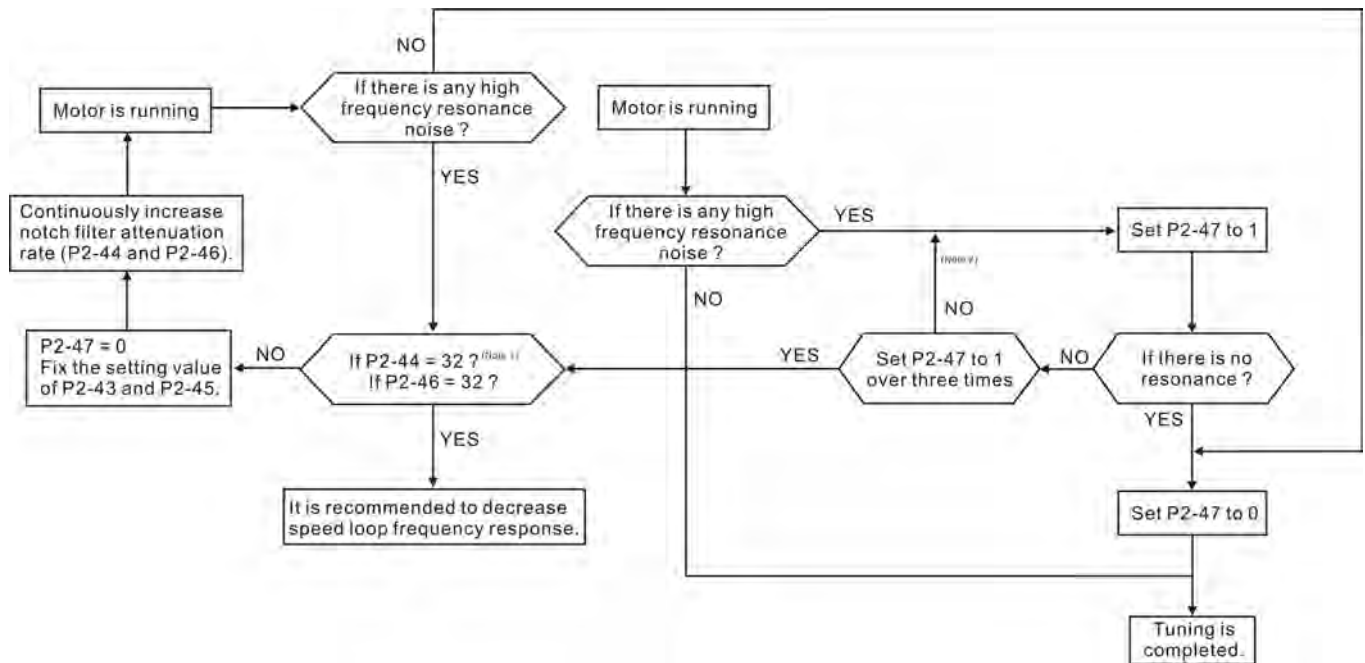 NO
If there is any high
frequency resonance
noise ?
Motor is running
YES
Continuously increase
notch filter attenuation
rate (P2-44 and P2-46).
P2-47 = 0
Fix the setting value
of P2-43 and P2-45.
NO
If P2-44 = 32 ? (Note 1)
If P2-46 = 32 ?
YES
It is recommended to decrease
speed loop frequency response.
Motor is running
If there is any high
frequency resonance
noise ?
YES
NO
Set P2-47 to 1
NO
YES
Set P2-47 to 1
over three times
NO
If there is no
resonance ?
YES
Set P2-47 to 0
Tuning is
completed.